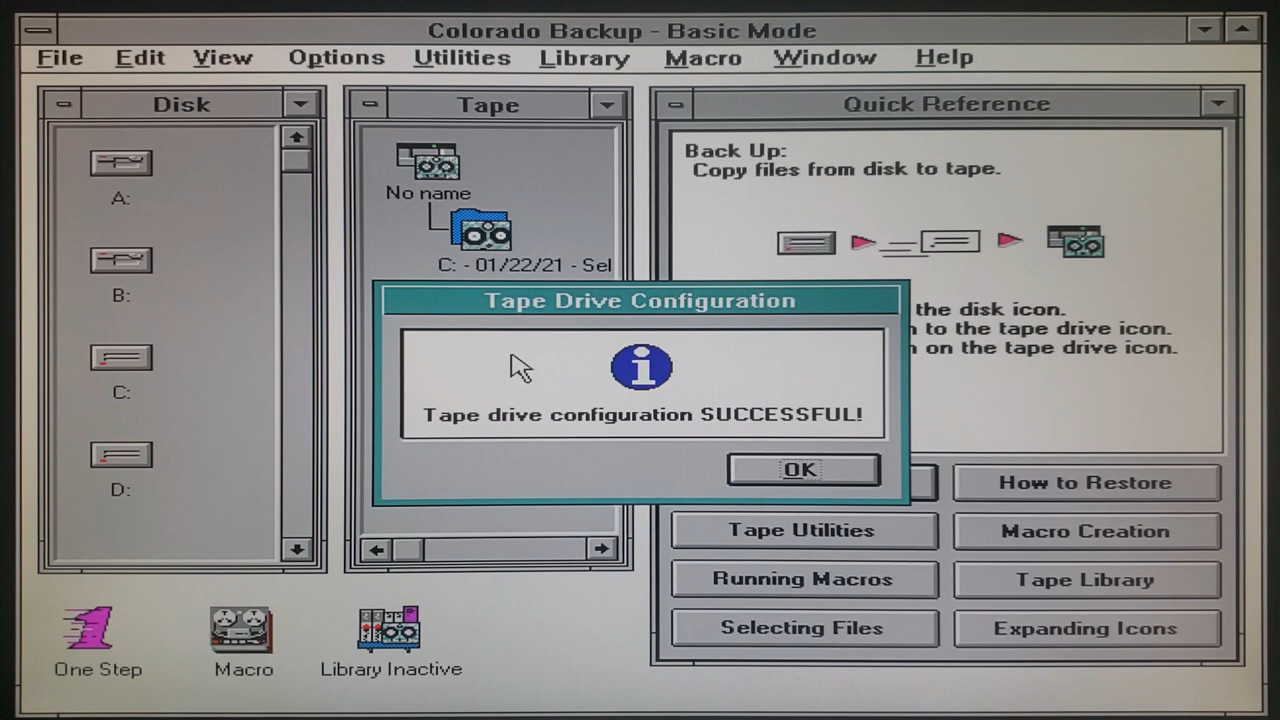 Colorado Backup - Basic Mode
File Edit View Options Utilities Library Macro Window Help
Disk
A:
B:
C:
D:
Tape
No name
C: - 01/22/21 - Sel
Quick Reference
Back Up:
Copy files from disk to tape.
the disk icon.
to the tape drive icon.
on the tape drive icon.
Tape Drive Configuration
Tape drive configuration SUCCESSFUL!
OK
How to Restore
Tape Utilities
Macro Creation
Running Macros
Tape Library
Selecting Files
Expanding Icons
One Step
Macro
Library Inactive